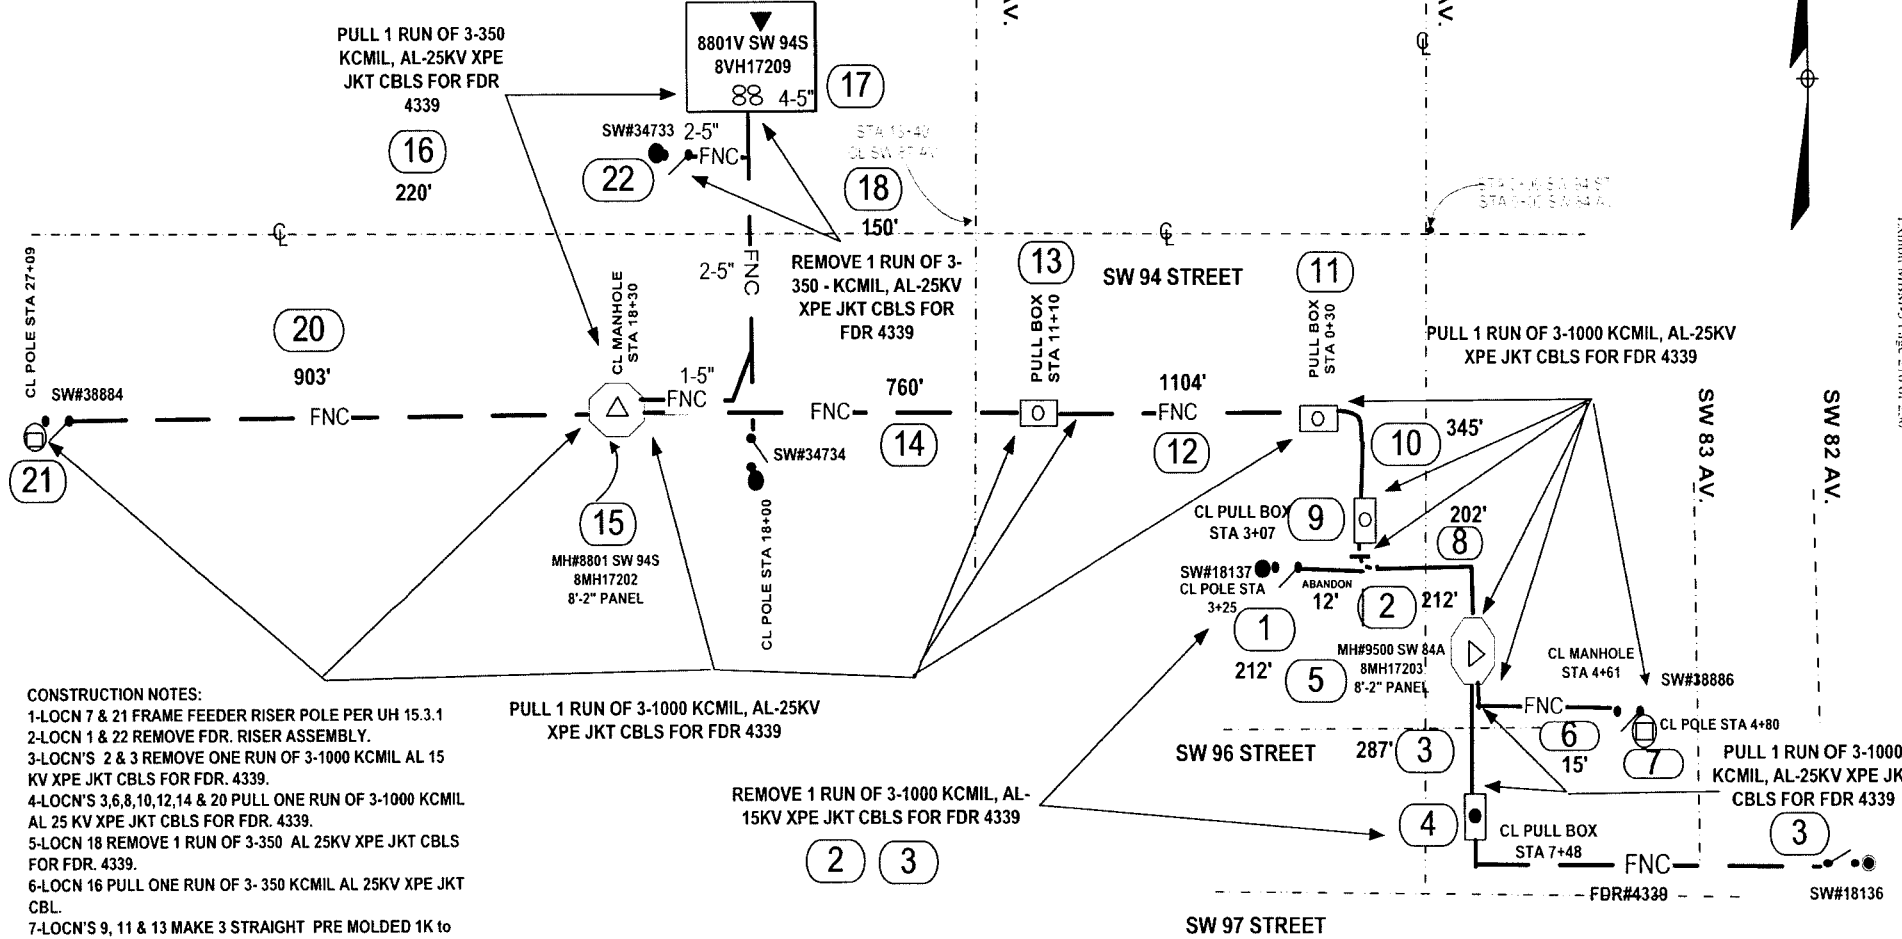 AV.
AV.
PULL 1 RUN OF 3-350
KCMIL, AL-25KV XPE
JKT CBLS FOR FDR
4339
16
220'
8801V SW 94S
8VH17209
4-5"
17
SW#34733
2-5"
FNC
22
STA 13+40
18
150'
CL
CL
CL
REMOVE 1 RUN OF 3-
350 - KCMIL, AL-25KV
XPE JKT CBLS FOR
FDR 4339
2-5"
FNC
13
SW 94 STREET
11
CL POLE STA 27+09
20
903'
CL MANHOLE
STA 18+30
PULL BOX
STA 11+10
PULL BOX
STA 0+30
PULL 1 RUN OF 3-1000 KCMIL, AL-25KV
XPE JKT CBLS FOR FDR 4339
SW#38884
FNC
1-5"
FNC
760'
FNC
14
1104'
FNC
12
10
345'
SW 83 AV.
SW 82 AV.
21
SW#34734
15
MH#8801 SW 94S
8MH17202
8'-2" PANEL
CL POLE STA 18+00
CL PULL BOX
STA 3+07
9
202'
8
SW#18137
CL POLE STA
3+25
ABANDON
12'
2
212'
1
212'
5
MH#9500 SW 84A
8MH17203
8'-2" PANEL
CL MANHOLE
STA 4+61
SW#38886
FNC
CL POLE STA 4+80
6
15'
7
SW 96 STREET
287'
3
PULL 1 RUN OF 3-1000
KCMIL, AL-25KV XPE JK
CBLS FOR FDR 4339
3
4
CL PULL BOX
STA 7+48
FNC
FDR#4339
SW#18136
SW 97 STREET
PULL 1 RUN OF 3-1000 KCMIL, AL-25KV
XPE JKT CBLS FOR FDR 4339
REMOVE 1 RUN OF 3-1000 KCMIL, AL-
15KV XPE JKT CBLS FOR FDR 4339
2
3
CONSTRUCTION NOTES:
1-LOCN 7 & 21 FRAME FEEDER RISER POLE PER UH 15.3.1
2-LOCN 1 & 22 REMOVE FDR. RISER ASSEMBLY.
3-LOCN'S 2 & 3 REMOVE ONE RUN OF 3-1000 KCMIL AL 15
KV XPE JKT CBLS FOR FDR. 4339.
4-LOCN'S 3,6,8,10,12,14 & 20 PULL ONE RUN OF 3-1000 KCMIL
AL 25 KV XPE JKT CBLS FOR FDR. 4339.
5-LOCN 18 REMOVE 1 RUN OF 3-350 AL 25KV XPE JKT CBLS
FOR FDR. 4339.
6-LOCN 16 PULL ONE RUN OF 3- 350 KCMIL AL 25KV XPE JKT
CBL.
7-LOCN'S 9, 11 & 13 MAKE 3 STRAIGHT PRE MOLDED 1K to